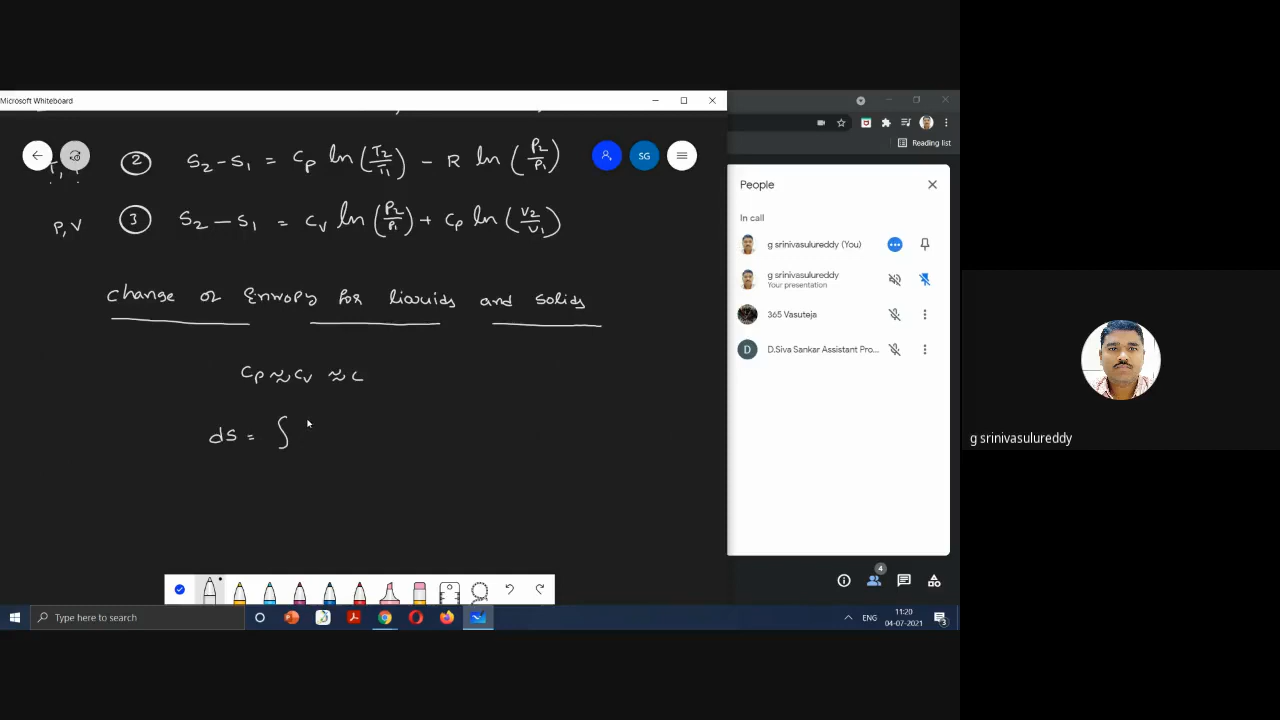 Microsoft Whiteboard
② S2-S1 = Cp ln(T2/T1) - R ln(P2/P1)
P,V ③ S2-S1 = Cv ln(P2/P1) + Cp ln(V2/V1)
Change of Entropy for liquids and solids
Cp ≈ Cv ≈ C
ds = ∫
SG
Reading list
People
In call
g srinivasulureddy (You)
g srinivasulureddy
Your presentation
365 Vasuteja
D
D.Siva Sankar Assistant Pro...
4
g srinivasulureddy
Type here to search
ENG
11:20
04-07-2021
3